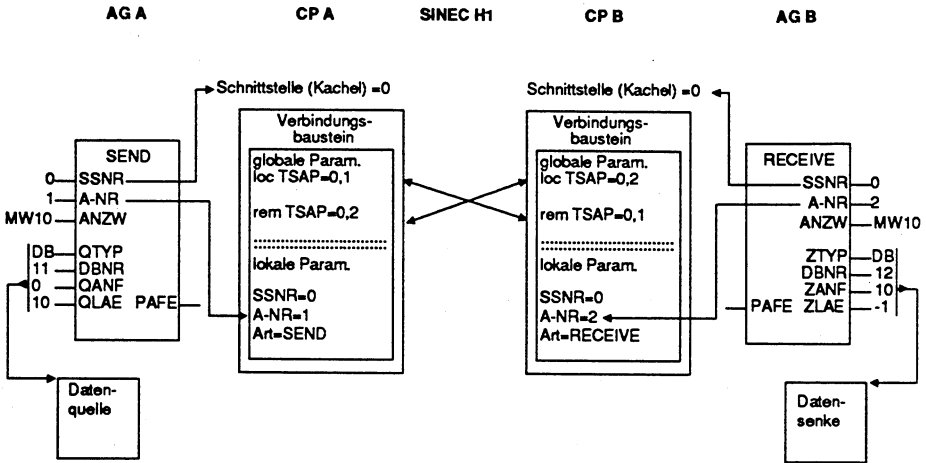 AG A
CP A
SINEC H1
CP B
AG B
Schnittstelle (Kachel) =0
Schnittstelle (Kachel) =0
SEND
0
SSNR
1
A-NR
MW10
ANZW
DB
QTYP
11
DBNR
0
QANF
10
QLAE
PAFE
Daten-
quelle
Verbindungs-
baustein
globale Param.
loc TSAP=0,1
rem TSAP=0,2
lokale Param.
SSNR=0
A-NR=1
Art=SEND
Verbindungs-
baustein
globale Param.
loc TSAP=0,2
rem TSAP=0,1
lokale Param.
SSNR=0
A-NR=2
Art=RECEIVE
RECEIVE
SSNR
0
A-NR
2
ANZW
MW10
ZTYP
DB
DBNR
12
ZANF
10
PAFE
ZLAE
-1
Daten-
senke